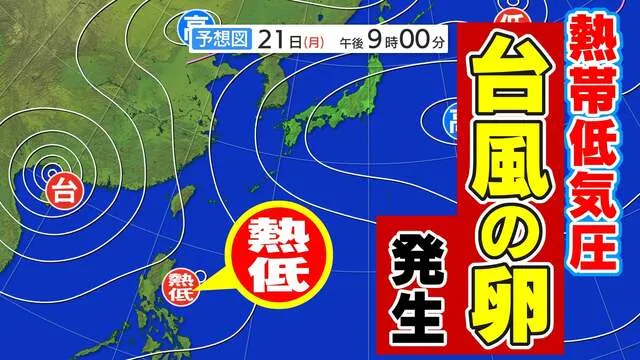 予想図 21日(月) 午後9時00分
高
低
高
台
熱低
熱低
熱帯低気圧
台風の卵
発生